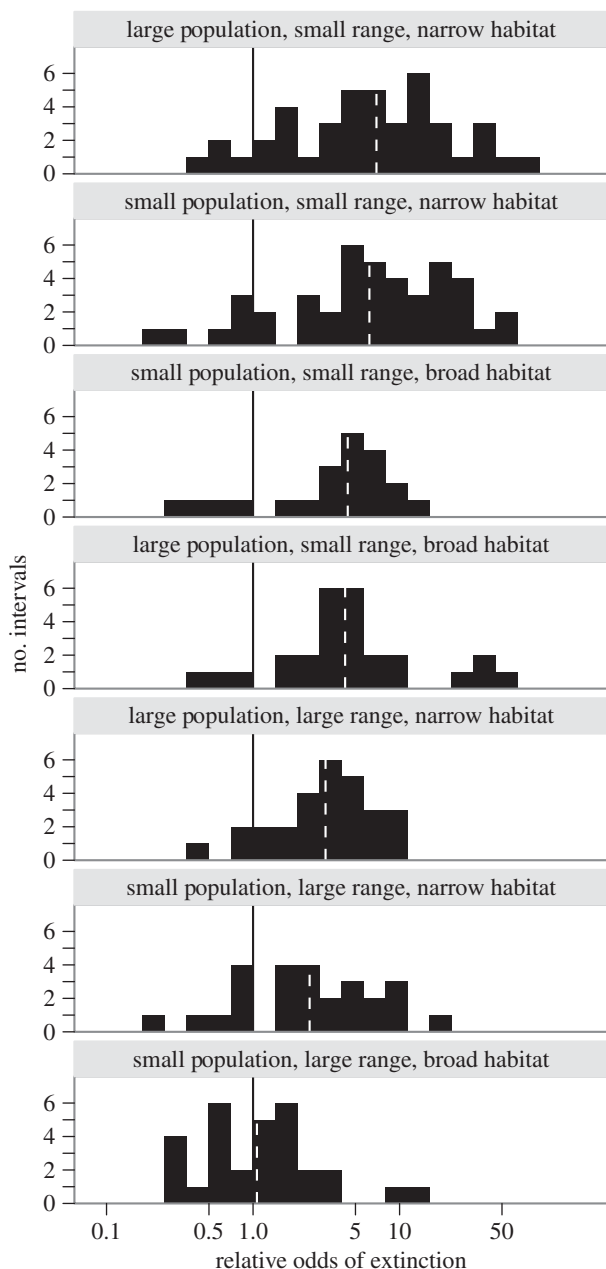 large population, small range, narrow habitat
6
4
2
0
small population, small range, narrow habitat
6
4
2
0
small population, small range, broad habitat
6
4
2
0
no. intervals
large population, small range, broad habitat
6
4
2
0
large population, large range, narrow habitat
6
4
2
0
small population, large range, narrow habitat
6
4
2
0
small population, large range, broad habitat
6
4
2
0
0.1 0.5 1.0 5 10 50
relative odds of extinction